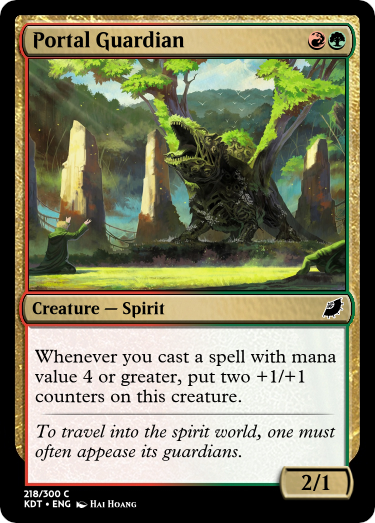 Portal Guardian
Creature — Spirit
Whenever you cast a spell with mana
value 4 or greater, put two +1/+1
counters on this creature.
To travel into the spirit world, one must
often appease its guardians.
2/1
218/300 C
KDT • ENG Hai Hoang